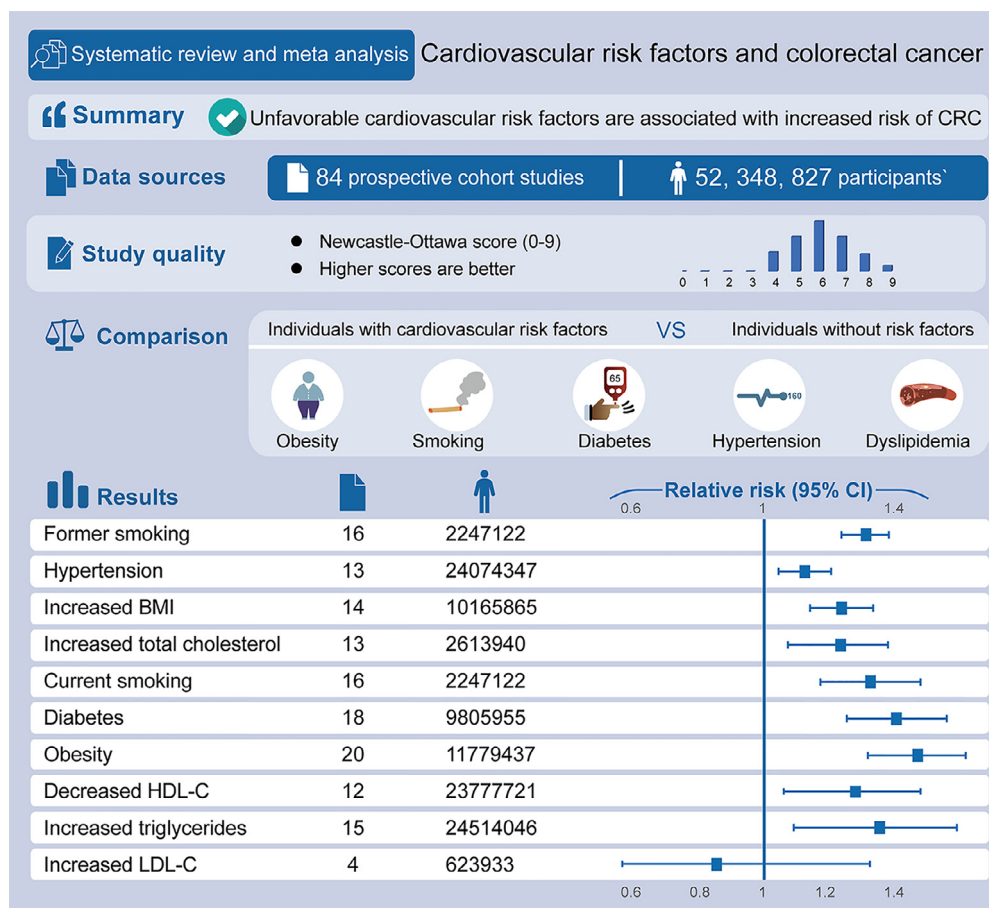 Systematic review and meta analysis Cardiovascular risk factors and colorectal cancer
Summary Unfavorable cardiovascular risk factors are associated with increased risk of CRC
Data sources 84 prospective cohort studies 52, 348, 827 participants`
Study quality
● Newcastle-Ottawa score (0-9)
● Higher scores are better
0 1 2 3 4 5 6 7 8 9
Comparison
Individuals with cardiovascular risk factors VS Individuals without risk factors
65
160
Obesity Smoking Diabetes Hypertension Dyslipidemia
Results Relative risk (95% CI)
0.6 1 1.4
Former smoking 16 2247122
Hypertension 13 24074347
Increased BMI 14 10165865
Increased total cholesterol 13 2613940
Current smoking 16 2247122
Diabetes 18 9805955
Obesity 20 11779437
Decreased HDL-C 12 23777721
Increased triglycerides 15 24514046
Increased LDL-C 4 623933
0.6 0.8 1 1.2 1.4